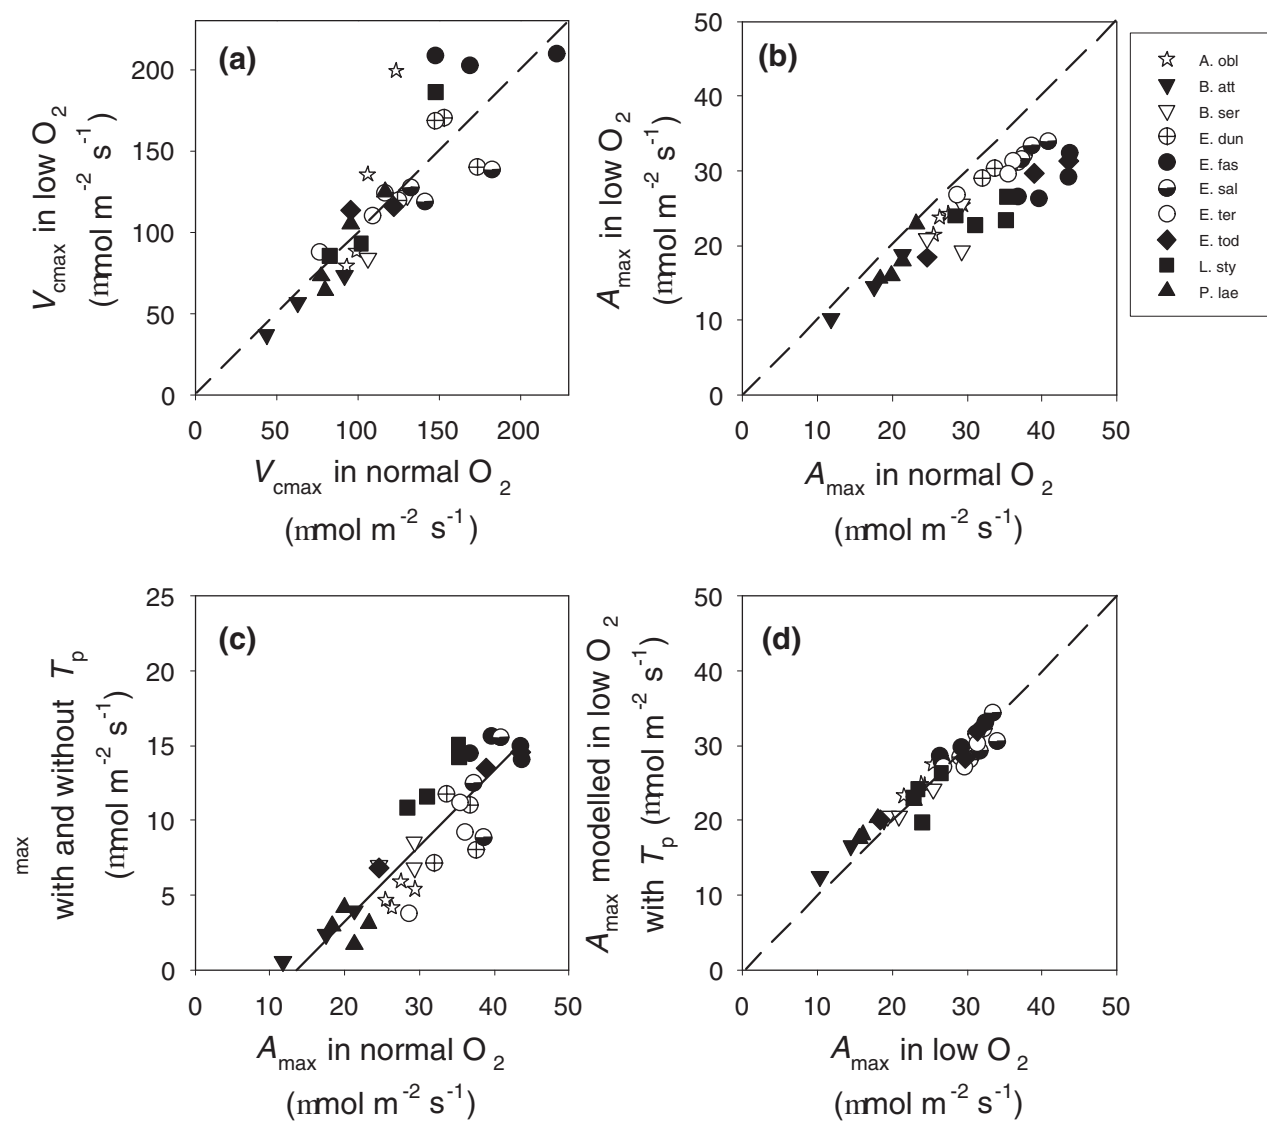 (a)
200
150
100
50
0
0 50 100 150 200
V cmax in low O 2
(mmol m -2 s -1)
V cmax in normal O 2
(mmol m -2 s -1)
(b)
50
40
30
20
10
0
0 10 20 30 40 50
A max in low O 2
(mmol m -2 s -1)
A max in normal O 2
(mmol m -2 s -1)
A. obl
B. att
B. ser
E. dun
E. fas
E. sal
E. ter
E. tod
L. sty
P. lae
(c)
25
20
15
10
5
0
0 10 20 30 40 50
max
with and without T p
(mmol m -2 s -1)
A max in normal O 2
(mmol m -2 s -1)
(d)
50
40
30
20
10
0
0 10 20 30 40 50
A max modelled in low O 2
with T p (mmol m -2 s -1)
A max in low O 2
(mmol m -2 s -1)